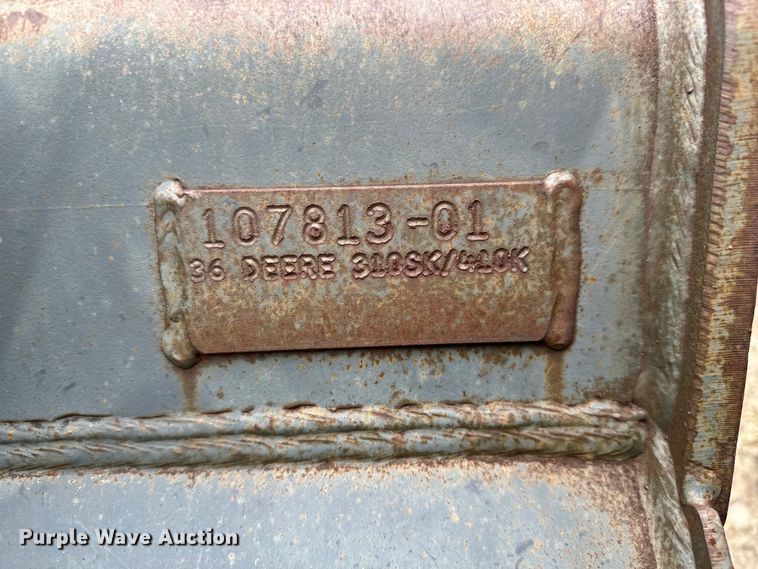 107813-01
36 DEERE 310SK/410K
Purple Wave Auction®